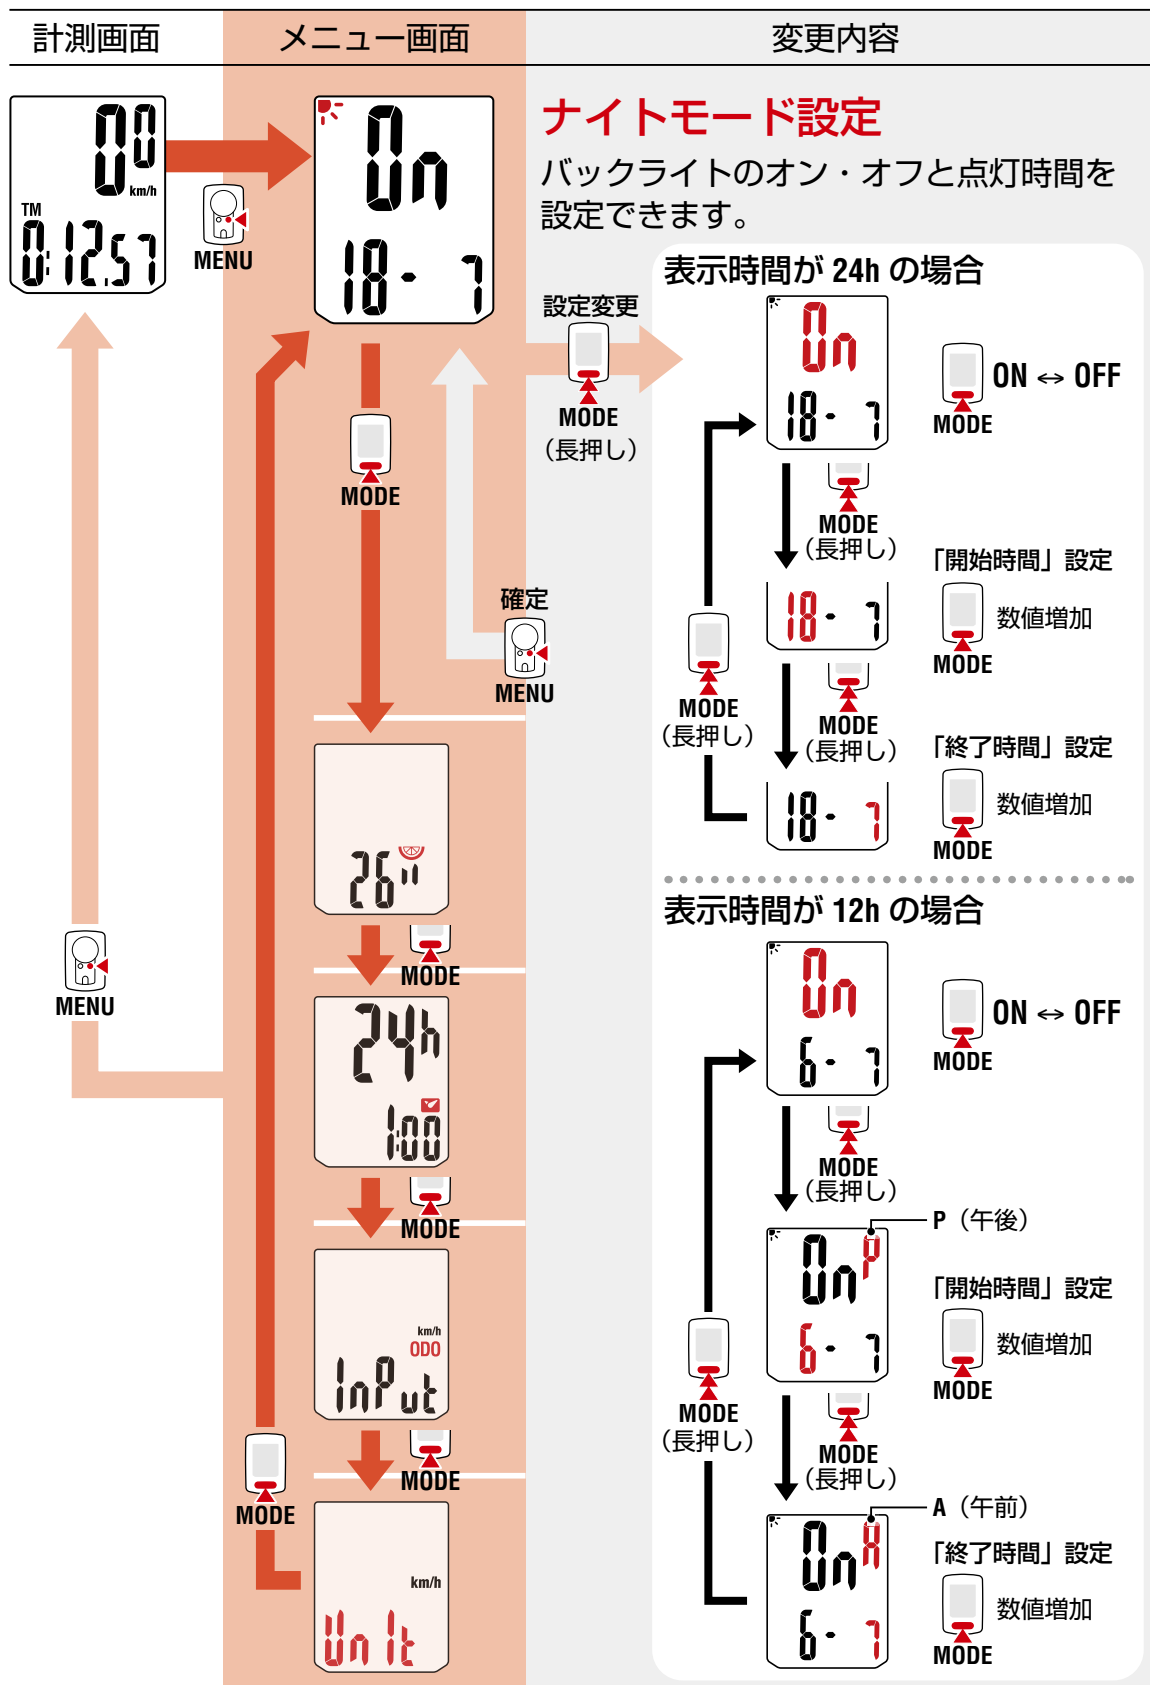 計測画面
メニュー画面
変更内容
0.0
km/h
TM
0:12.57
MENU
On
18- 7
ナイトモード設定
バックライトのオン・オフと点灯時間を
設定できます。
設定変更
MODE
（長押し）
MODE
確定
MENU
26"
MODE
24h
1:00
MODE
km/h
ODO
InPut
MODE
km/h
Unit
MODE
MENU
表示時間が 24h の場合
On
18- 7
ON ↔ OFF
MODE
MODE
（長押し）
18- 7
「開始時間」設定
数値増加
MODE
MODE
（長押し）
MODE
（長押し）
18- 7
「終了時間」設定
数値増加
MODE
表示時間が 12h の場合
On
6- 7
ON ↔ OFF
MODE
MODE
（長押し）
P（午後）
On P
6- 7
「開始時間」設定
数値増加
MODE
MODE
（長押し）
MODE
（長押し）
A（午前）
On A
6- 7
「終了時間」設定
数値増加
MODE